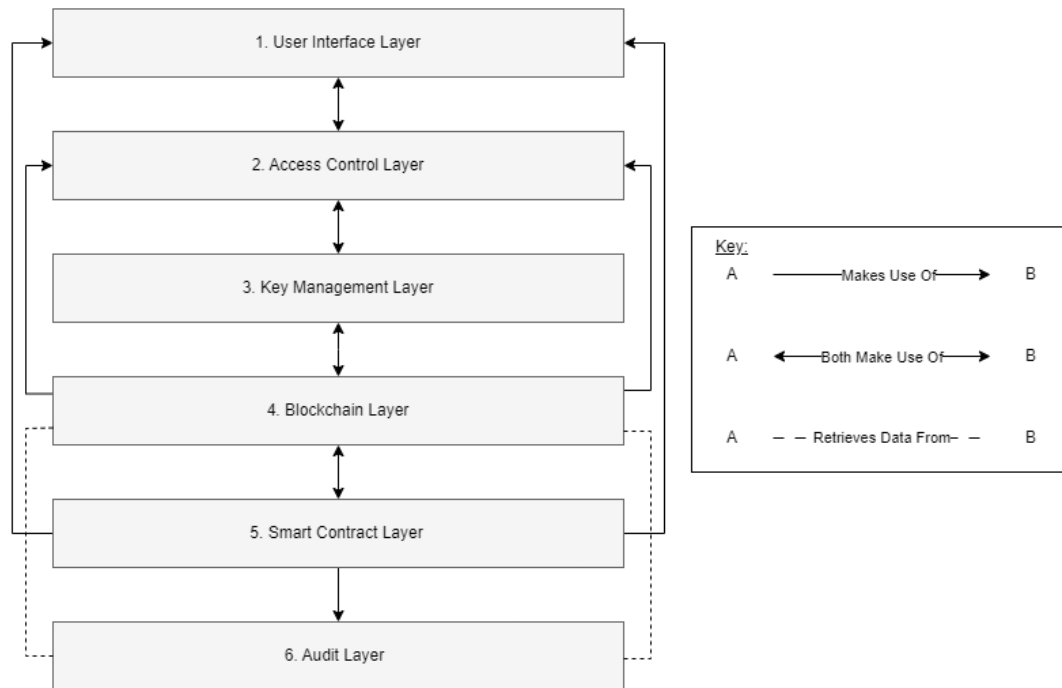 1. User Interface Layer
2. Access Control Layer
3. Key Management Layer
4. Blockchain Layer
5. Smart Contract Layer
6. Audit Layer
Key:
A Makes Use Of B
A Both Make Use Of B
A Retrieves Data From B